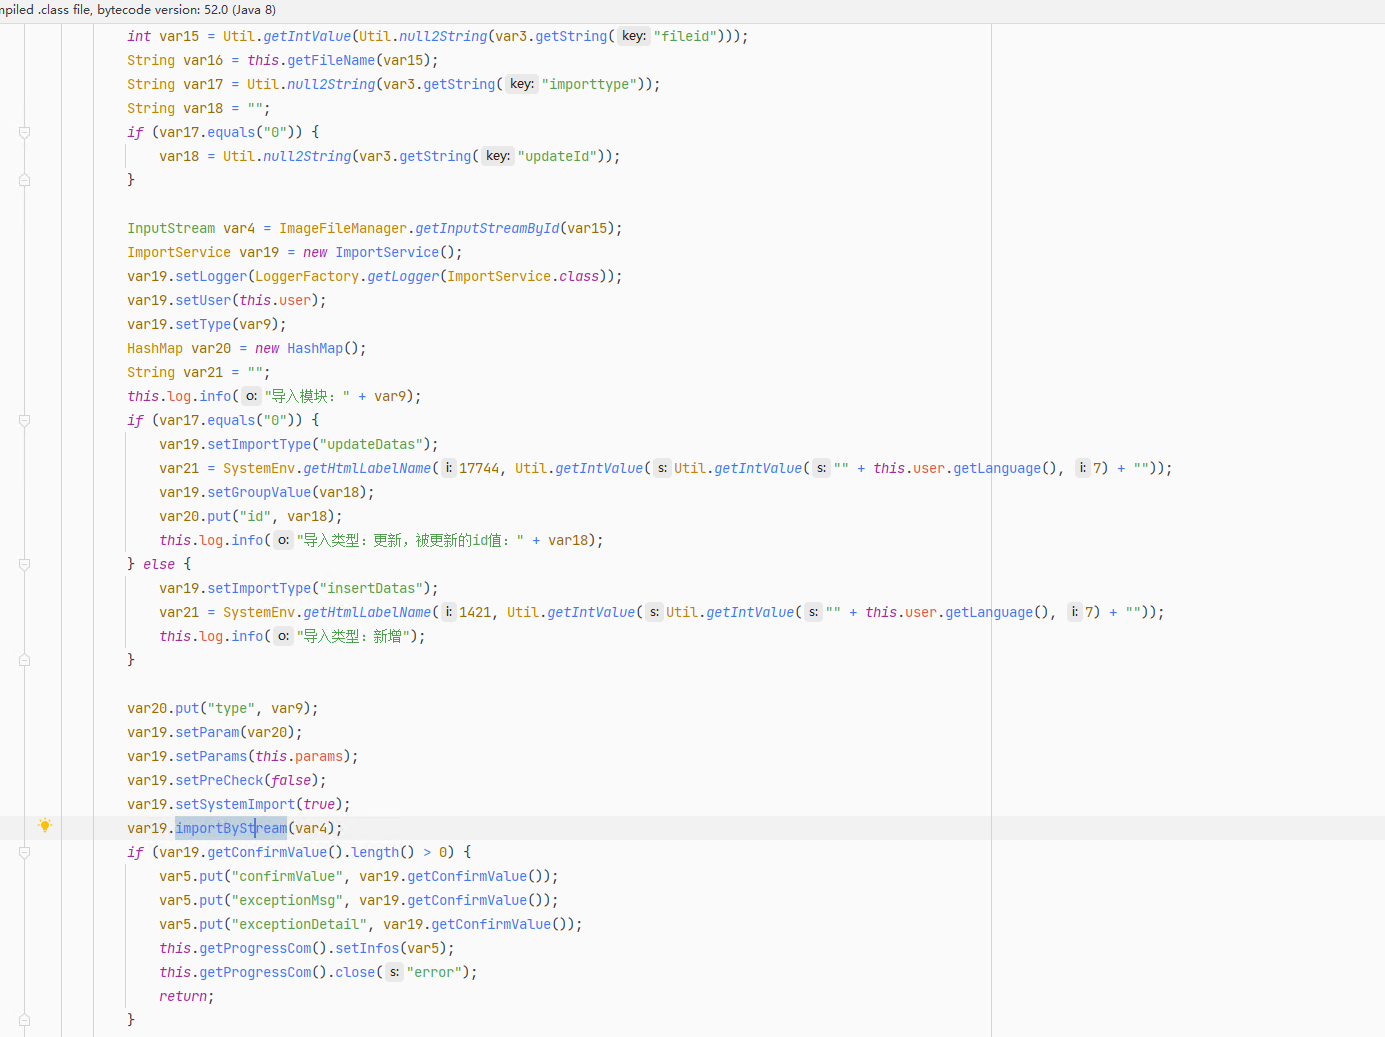 mpiled .class file, bytecode version: 52.0 (Java 8)
int var15 = Util.getIntValue(Util.null2String(var3.getString( key: "fileid")));
String var16 = this.getFileName(var15);
String var17 = Util.null2String(var3.getString( key: "importtype"));
String var18 = "";
if (var17.equals("0")) {
var18 = Util.null2String(var3.getString( key: "updateId"));
}
InputStream var4 = ImageFileManager.getInputStreamById(var15);
ImportService var19 = new ImportService();
var19.setLogger(LoggerFactory.getLogger(ImportService.class));
var19.setUser(this.user);
var19.setType(var9);
HashMap var20 = new HashMap();
String var21 = "";
this.log.info( o: "导入模块：" + var9);
if (var17.equals("0")) {
var19.setImportType("updateDatas");
var21 = SystemEnv.getHtmlLabelName( i: 17744, Util.getIntValue( s: Util.getIntValue( s: "" + this.user.getLanguage(), i: 7) + ""));
var19.setGroupValue(var18);
var20.put("id", var18);
this.log.info( o: "导入类型：更新，被更新的id值：" + var18);
} else {
var19.setImportType("insertDatas");
var21 = SystemEnv.getHtmlLabelName( i: 1421, Util.getIntValue( s: Util.getIntValue( s: "" + this.user.getLanguage(), i: 7) + ""));
this.log.info( o: "导入类型：新增");
}
var20.put("type", var9);
var19.setParam(var20);
var19.setParams(this.params);
var19.setPreCheck(false);
var19.setSystemImport(true);
var19.importByStream(var4);
if (var19.getConfirmValue().length() > 0) {
var5.put("confirmValue", var19.getConfirmValue());
var5.put("exceptionMsg", var19.getConfirmValue());
var5.put("exceptionDetail", var19.getConfirmValue());
this.getProgressCom().setInfos(var5);
this.getProgressCom().close( s: "error");
return;
}